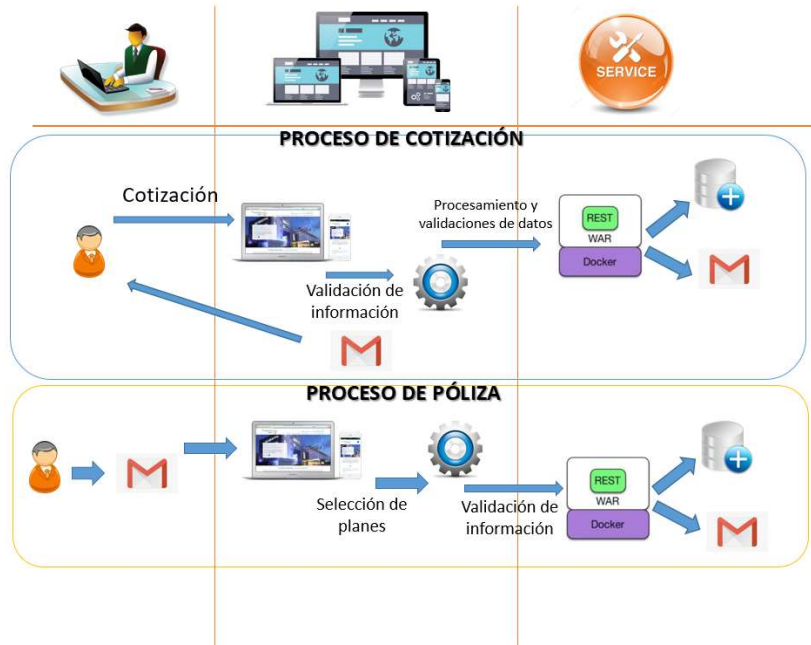 SERVICE
PROCESO DE COTIZACIÓN
Cotización
Procesamiento y
validaciones de datos
REST
WAR
Docker
Validación de
información
PROCESO DE PÓLIZA
Selección de
planes
Validación de
información
REST
WAR
Docker